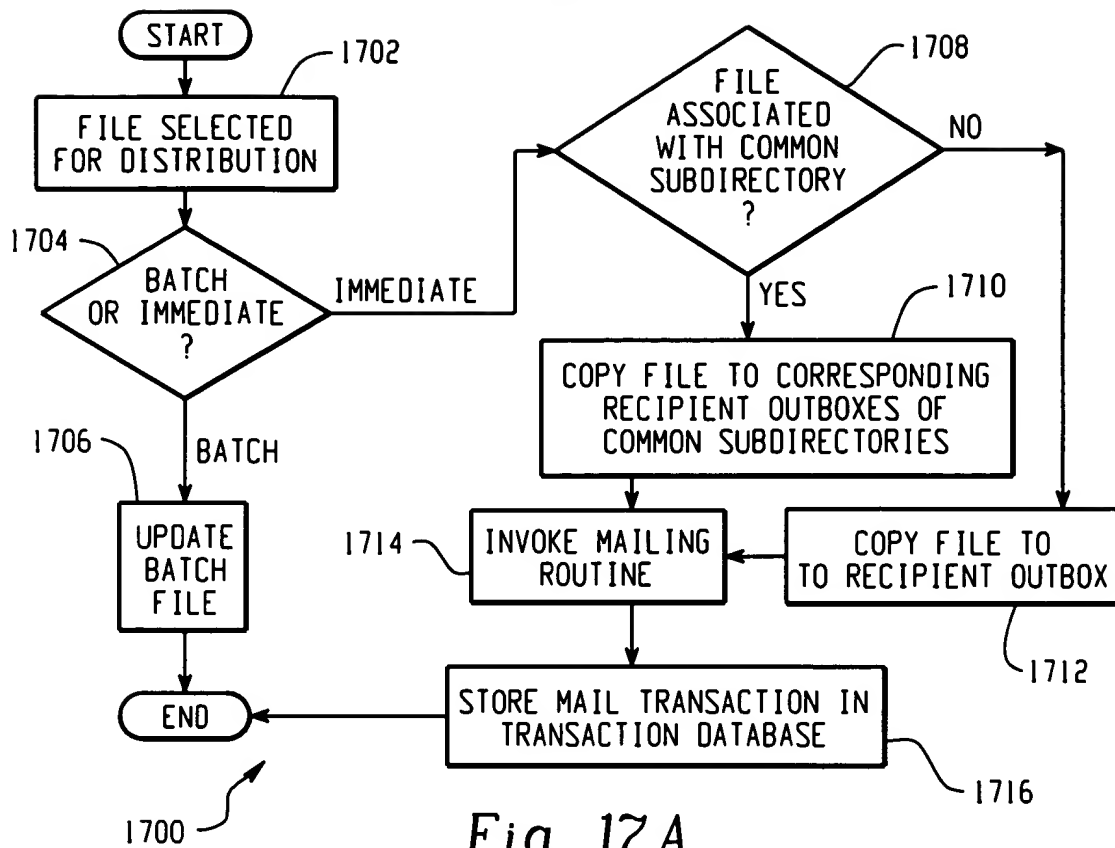 START
1702
FILE SELECTED
FOR DISTRIBUTION
1704
BATCH
OR IMMEDIATE
?
IMMEDIATE
BATCH
1706
UPDATE
BATCH
FILE
END
1700
1708
FILE
ASSOCIATED
WITH COMMON
SUBDIRECTORY
?
NO
YES
1710
COPY FILE TO CORRESPONDING
RECIPIENT OUTBOXES OF
COMMON SUBDIRECTORIES
1714
INVOKE MAILING
ROUTINE
COPY FILE TO
TO RECIPIENT OUTBOX
1712
STORE MAIL TRANSACTION IN
TRANSACTION DATABASE
1716
Fig. 17A